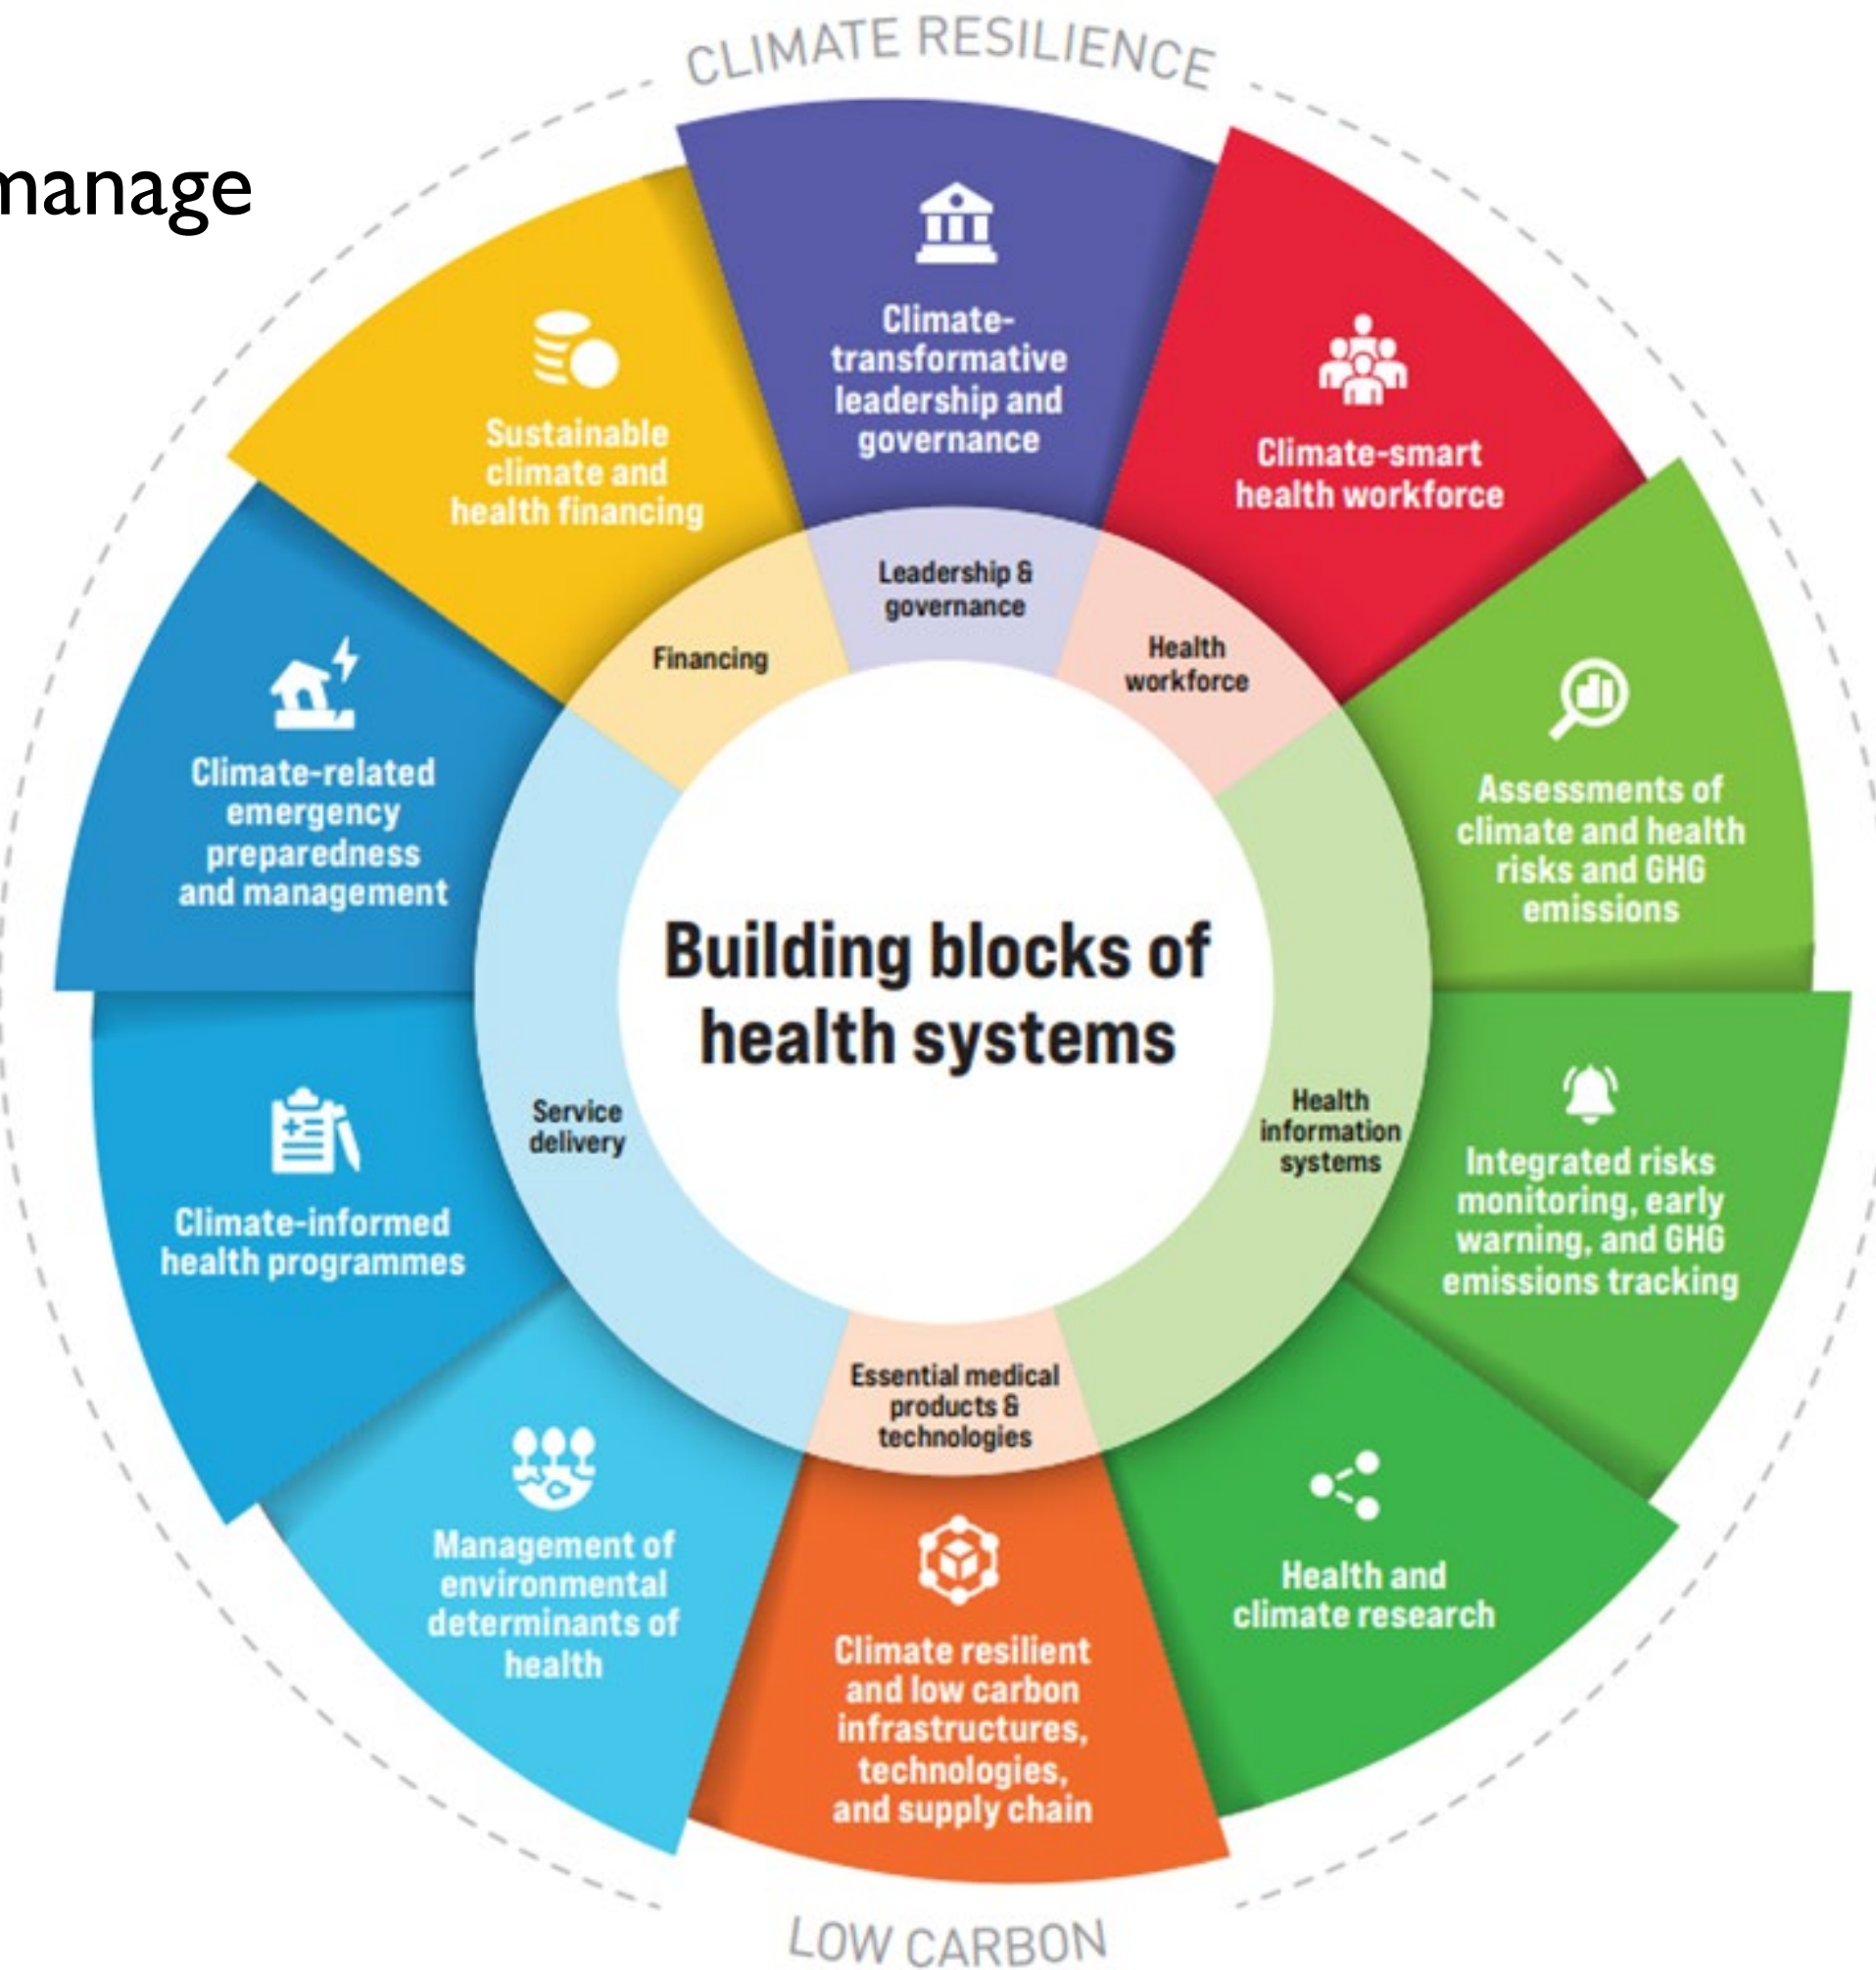 CLIMATE RESILIENCE
manage
Climate-
transformative
leadership and
governance
Climate-smart
health workforce
Assessments of
climate and health
risks and GHG
emissions
Integrated risks
monitoring, early
warning, and GHG
emissions tracking
Health and
climate research
Climate resilient
and low carbon
infrastructures,
technologies,
and supply chain
Management of
environmental
determinants of
health
Climate-informed
health programmes
Climate-related
emergency
preparedness
and management
Sustainable
climate and
health financing
Leadership &
governance
Health
workforce
Health
information
systems
Essential medical
products &
technologies
Service
delivery
Financing
Building blocks of
health systems
LOW CARBON